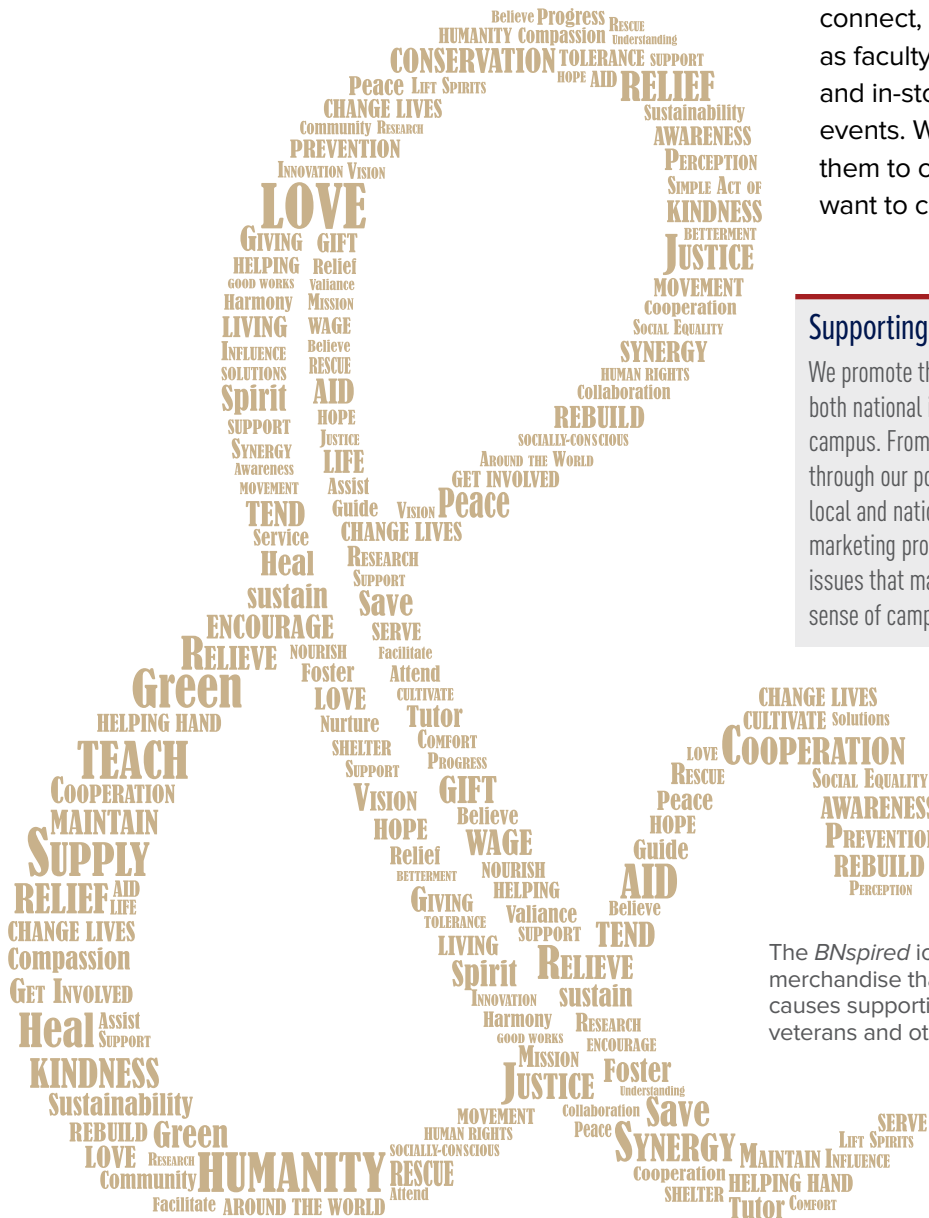 Believe Progress RESCUE
HUMANITY Compassion Understanding
CONSERVATION TOLERANCE SUPPORT
Peace LIFT SPIRITS HOPE AID RELIEF
CHANGE LIVES Sustainability
Community RESEARCH AWARENESS
PREVENTION PERCEPTION
INNOVATION VISION SIMPLE ACT OF
LOVE KINDNESS
GIVING GIFT BETTERMENT
HELPING Relief JUSTICE
GOOD WORKS Valiance MOVEMENT
Harmony MISSION Cooperation
LIVING WAGE SOCIAL EQUALITY
INFLUENCE Believe SYNERGY
SOLUTIONS RESCUE HUMAN RIGHTS
Spirit AID Collaboration
SUPPORT HOPE REBUILD
SYNERGY JUSTICE SOCIALLY-CONSCIOUS
Awareness LIFE AROUND THE WORLD
MOVEMENT Assist GET INVOLVED
TEND Guide VISION Peace
Service CHANGE LIVES
Heal RESEARCH
SUPPORT
sustain Save
ENCOURAGE SERVE
RELIEVE NOURISH Facilitate
Green Foster Attend
LOVE CULTIVATE
HELPING HAND Nurture Tutor
TEACH SHELTER COMFORT
COOPERATION SUPPORT PROGRESS
MAINTAIN VISION GIFT
SUPPLY HOPE Believe
RELIEF AID LIFE Relief WAGE
BETTERMENT NOURISH
CHANGE LIVES GIVING HELPING
Compassion TOLERANCE Valiance
GET INVOLVED LIVING SUPPORT TEND
Heal Assist SUPPORT Spirit RELIEVE
KINDNESS INNOVATION sustain
Sustainability Harmony RESEARCH
REBUILD Green GOOD WORKS ENCOURAGE
LOVE RESEARCH HUMANITY MISSION Foster
Community JUSTICE Understanding
Facilitate AROUND THE WORLD MOVEMENT Collaboration Save
HUMAN RIGHTS Peace SYNERGY
SOCIALLY-CONSCIOUS Cooperation
RESCUE SHELTER
Attend
CHANGE LIVES
CULTIVATE Solutions
LOVE COOPERATION
RESCUE SOCIAL EQUALITY
Peace AWARENESS
HOPE PREVENTION
Guide REBUILD
AID PERCEPTION
Believe
SERVE
LIFT SPIRITS
MAINTAIN INFLUENCE
HELPING HAND
Tutor COMFORT
connect,
as faculty
and in-sto
events. W
them to c
want to c
Supporting
We promote th
both national i
campus. From
through our po
local and natio
marketing pro
issues that ma
sense of camp
The BNspired ic
merchandise tha
causes supporti
veterans and ot